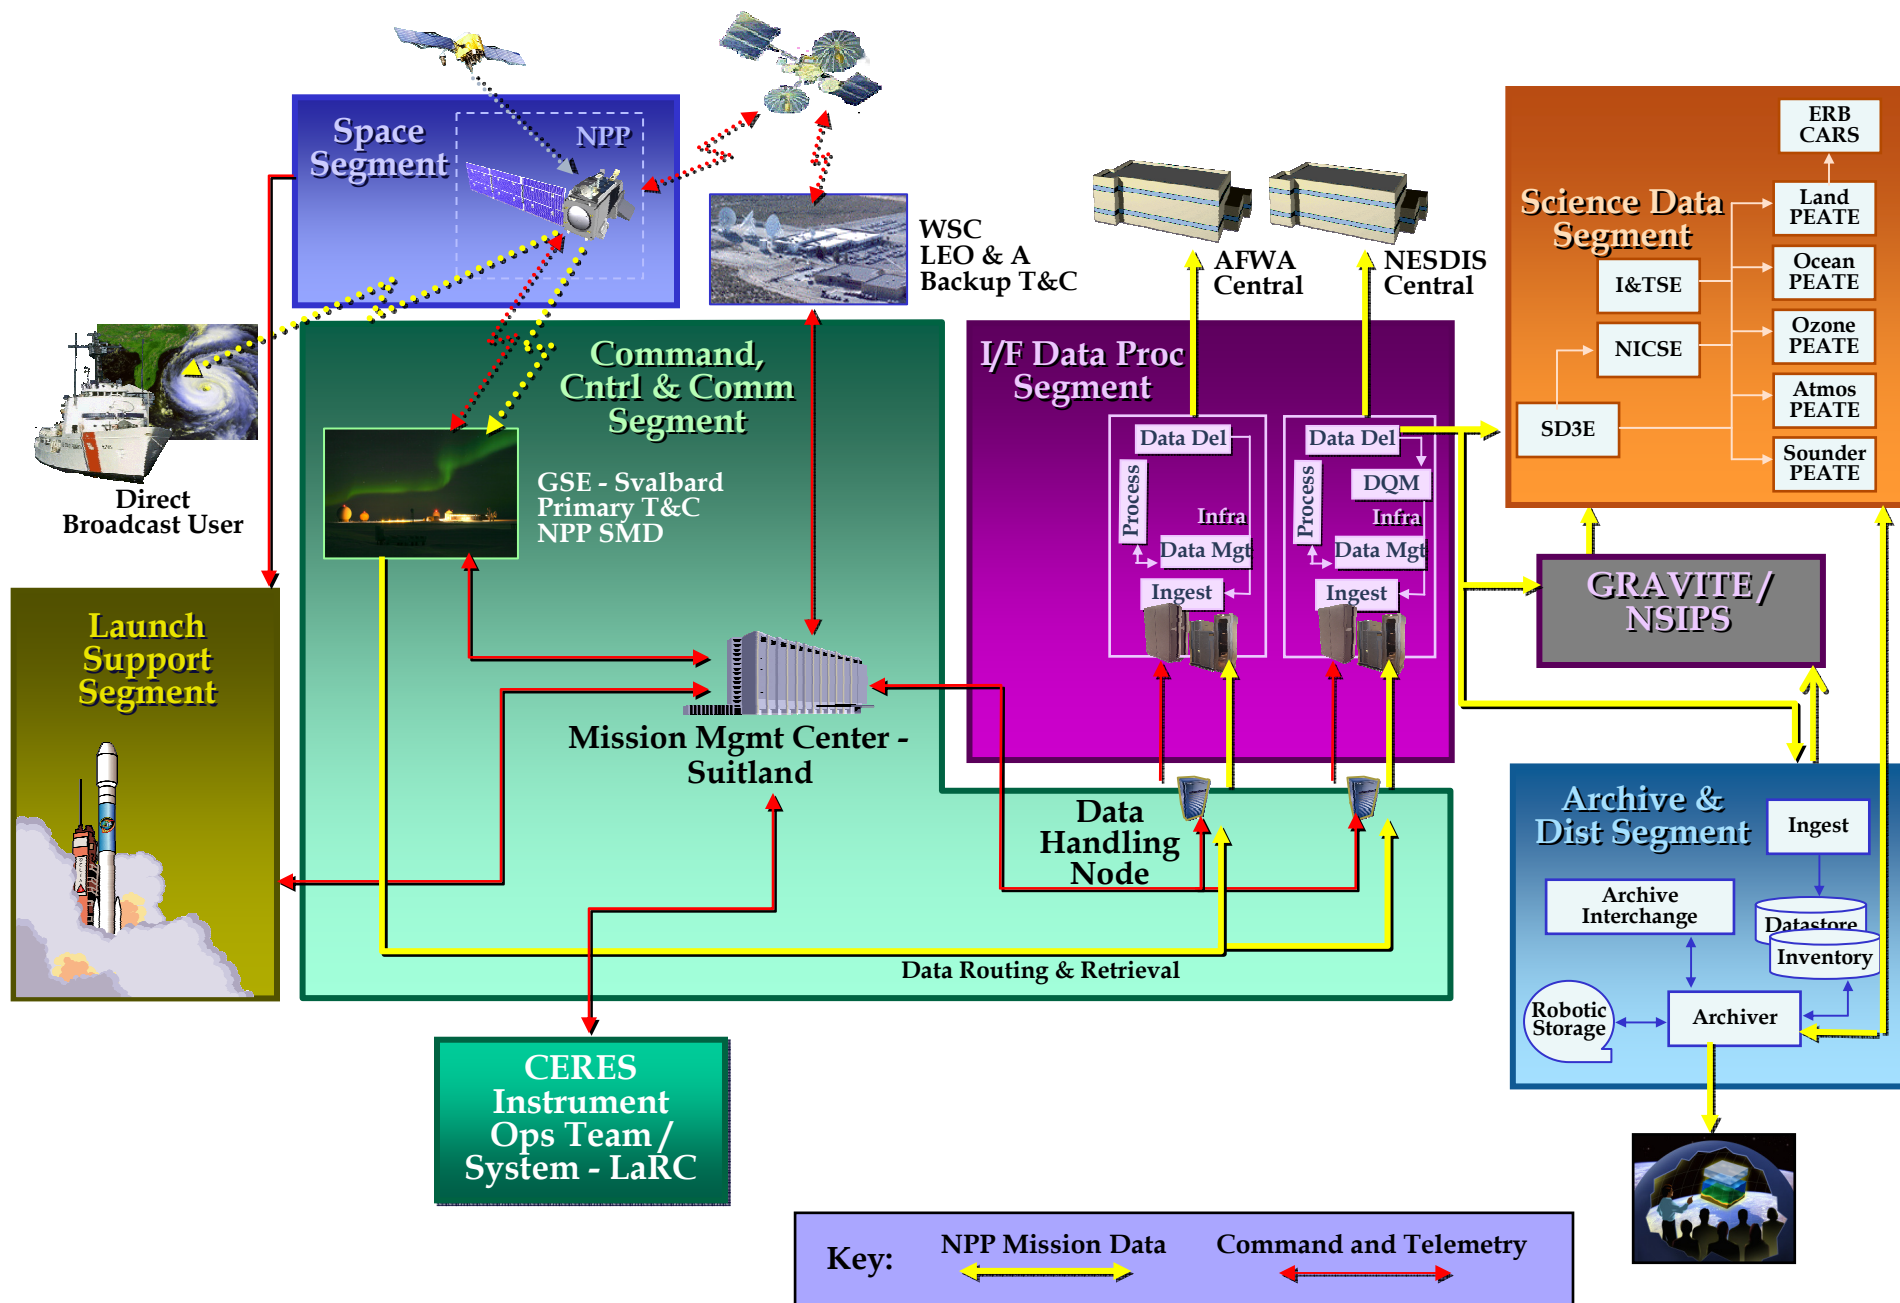 Space
Segment
NPP
WSC
LEO & A
Backup T&C
AFWA
Central
NESDIS
Central
Science Data
Segment
ERB
CARS
Land
PEATE
Ocean
PEATE
Ozone
PEATE
Atmos
PEATE
Sounder
PEATE
I&TSE
NICSE
SD3E
Direct
Broadcast User
Command,
Cntrl & Comm
Segment
GSE - Svalbard
Primary T&C
NPP SMD
I/F Data Proc
Segment
Data Del
Process
Infra
Data Mgt
Ingest
Data Del
DQM
Process
Infra
Data Mgt
Ingest
GRAVITE /
NSIPS
Launch
Support
Segment
Mission Mgmt Center -
Suitland
Data
Handling
Node
Data Routing & Retrieval
Archive &
Dist Segment
Ingest
Archive
Interchange
Datastore
Inventory
Robotic
Storage
Archiver
CERES
Instrument
Ops Team /
System - LaRC
Key:
NPP Mission Data
Command and Telemetry